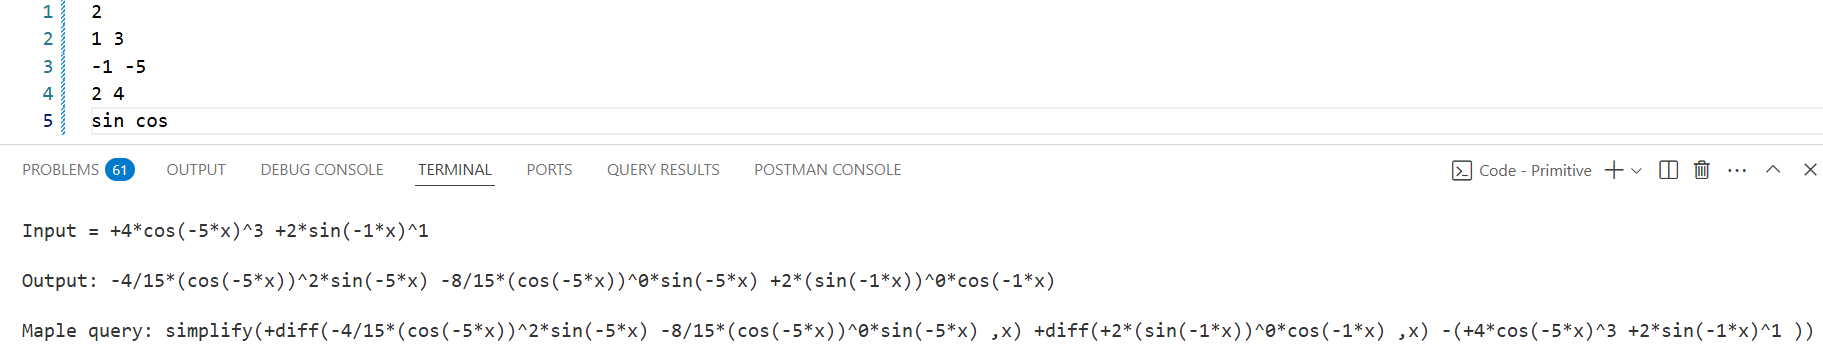 1 2
2 1 3
3 -1 -5
4 2 4
5 sin cos
PROBLEMS 61 OUTPUT DEBUG CONSOLE TERMINAL PORTS QUERY RESULTS POSTMAN CONSOLE Code - Primitive
Input = +4*cos(-5*x)^3 +2*sin(-1*x)^1
Output: -4/15*(cos(-5*x))^2*sin(-5*x) -8/15*(cos(-5*x))^0*sin(-5*x) +2*(sin(-1*x))^0*cos(-1*x)
Maple query: simplify(+diff(-4/15*(cos(-5*x))^2*sin(-5*x) -8/15*(cos(-5*x))^0*sin(-5*x) ,x) +diff(+2*(sin(-1*x))^0*cos(-1*x) ,x) -(+4*cos(-5*x)^3 +2*sin(-1*x)^1 ))